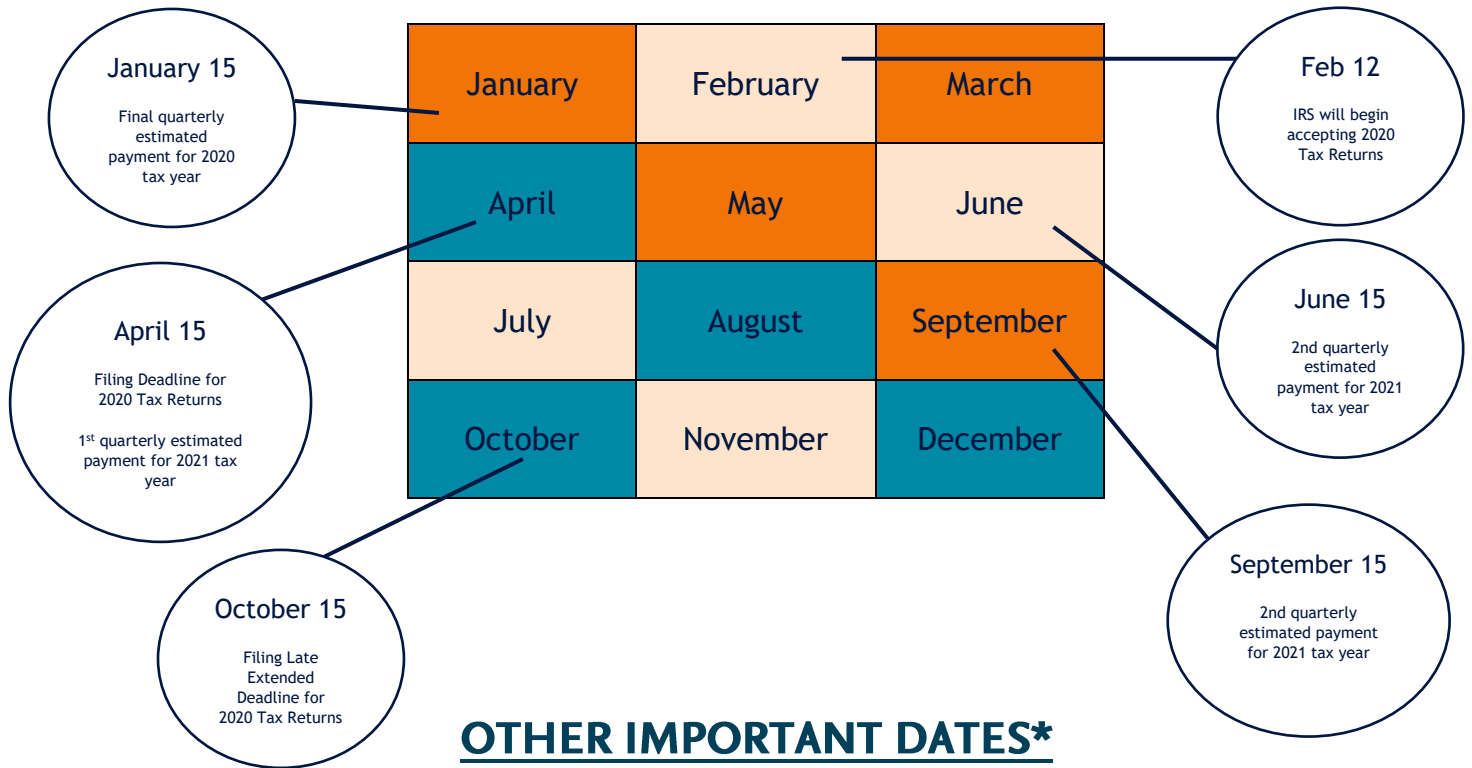 January 15
Final quarterly
estimated
payment for 2020
tax year
January
February
March
Feb 12
IRS will begin
accepting 2020
Tax Returns
April
May
June
April 15
Filing Deadline for
2020 Tax Returns
1st quarterly estimated
payment for 2021 tax
year
July
August
September
June 15
2nd quarterly
estimated
payment for 2021
tax year
October
November
December
October 15
Filing Late
Extended
Deadline for
2020 Tax Returns
September 15
2nd quarterly
estimated payment
for 2021 tax year
OTHER IMPORTANT DATES*